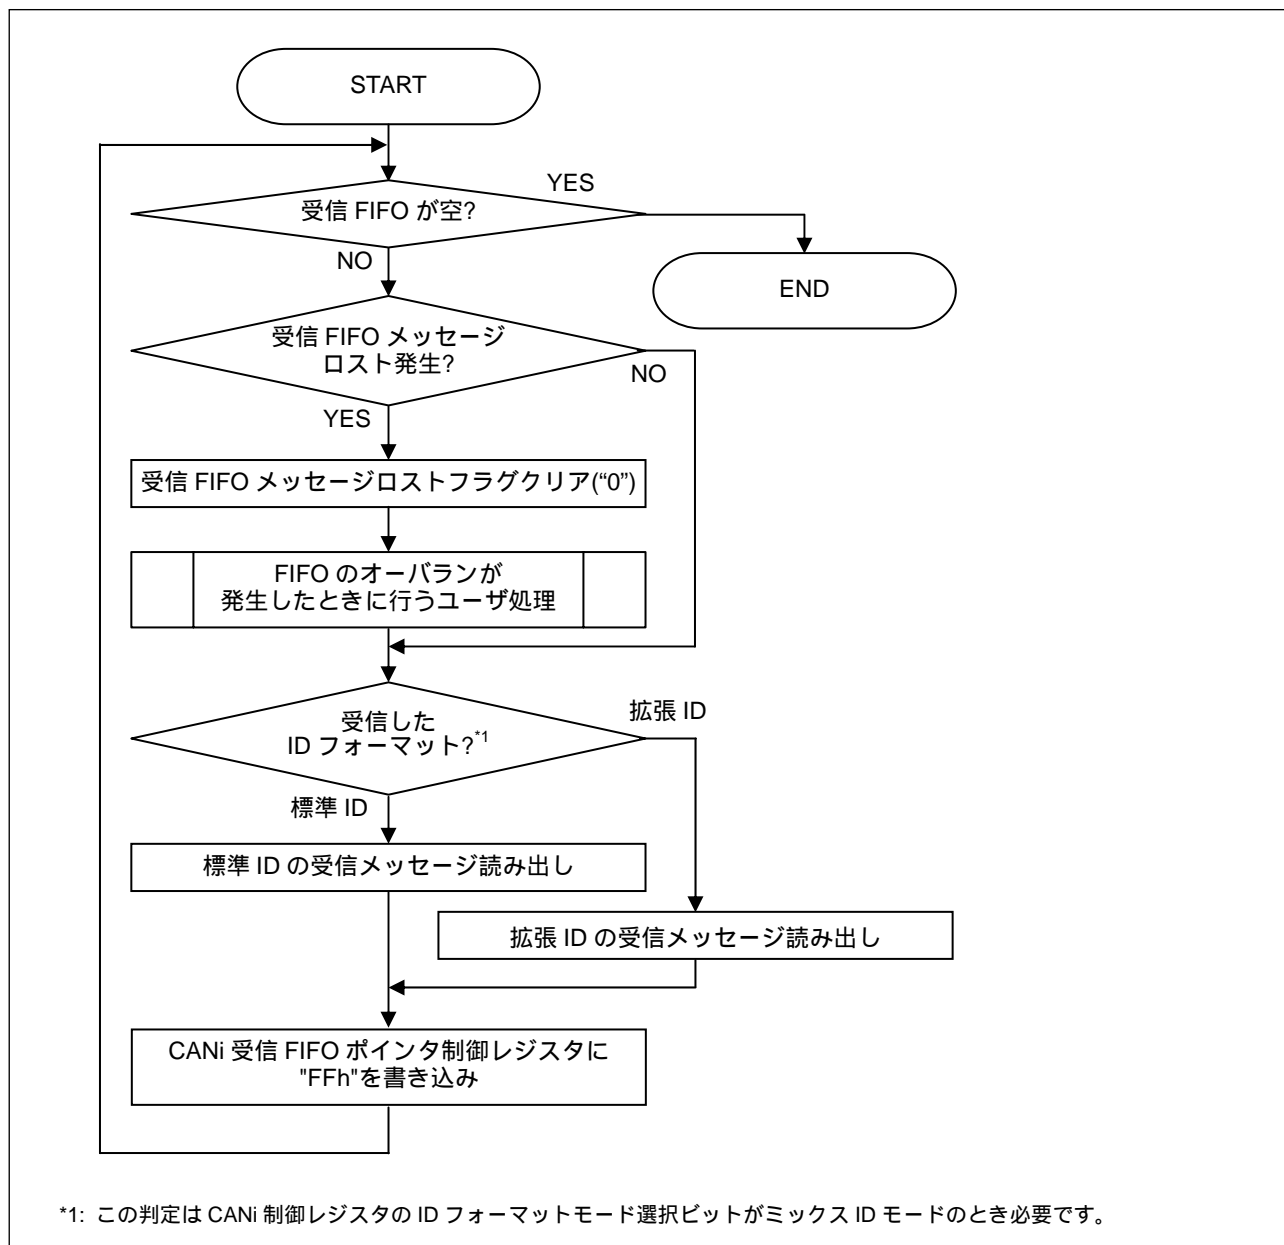 START
受信 FIFO が空?
YES
NO
END
受信 FIFO メッセージ
ロスト発生?
NO
YES
受信 FIFO メッセージロストフラグクリア(“0”)
FIFO のオーバランが
発生したときに行うユーザ処理
受信した
ID フォーマット?*1
拡張 ID
標準 ID
標準 ID の受信メッセージ読み出し
拡張 ID の受信メッセージ読み出し
CANi 受信 FIFO ポインタ制御レジスタに
"FFh"を書き込み
*1: この判定は CANi 制御レジスタの ID フォーマットモード選択ビットがミックス ID モードのとき必要です。